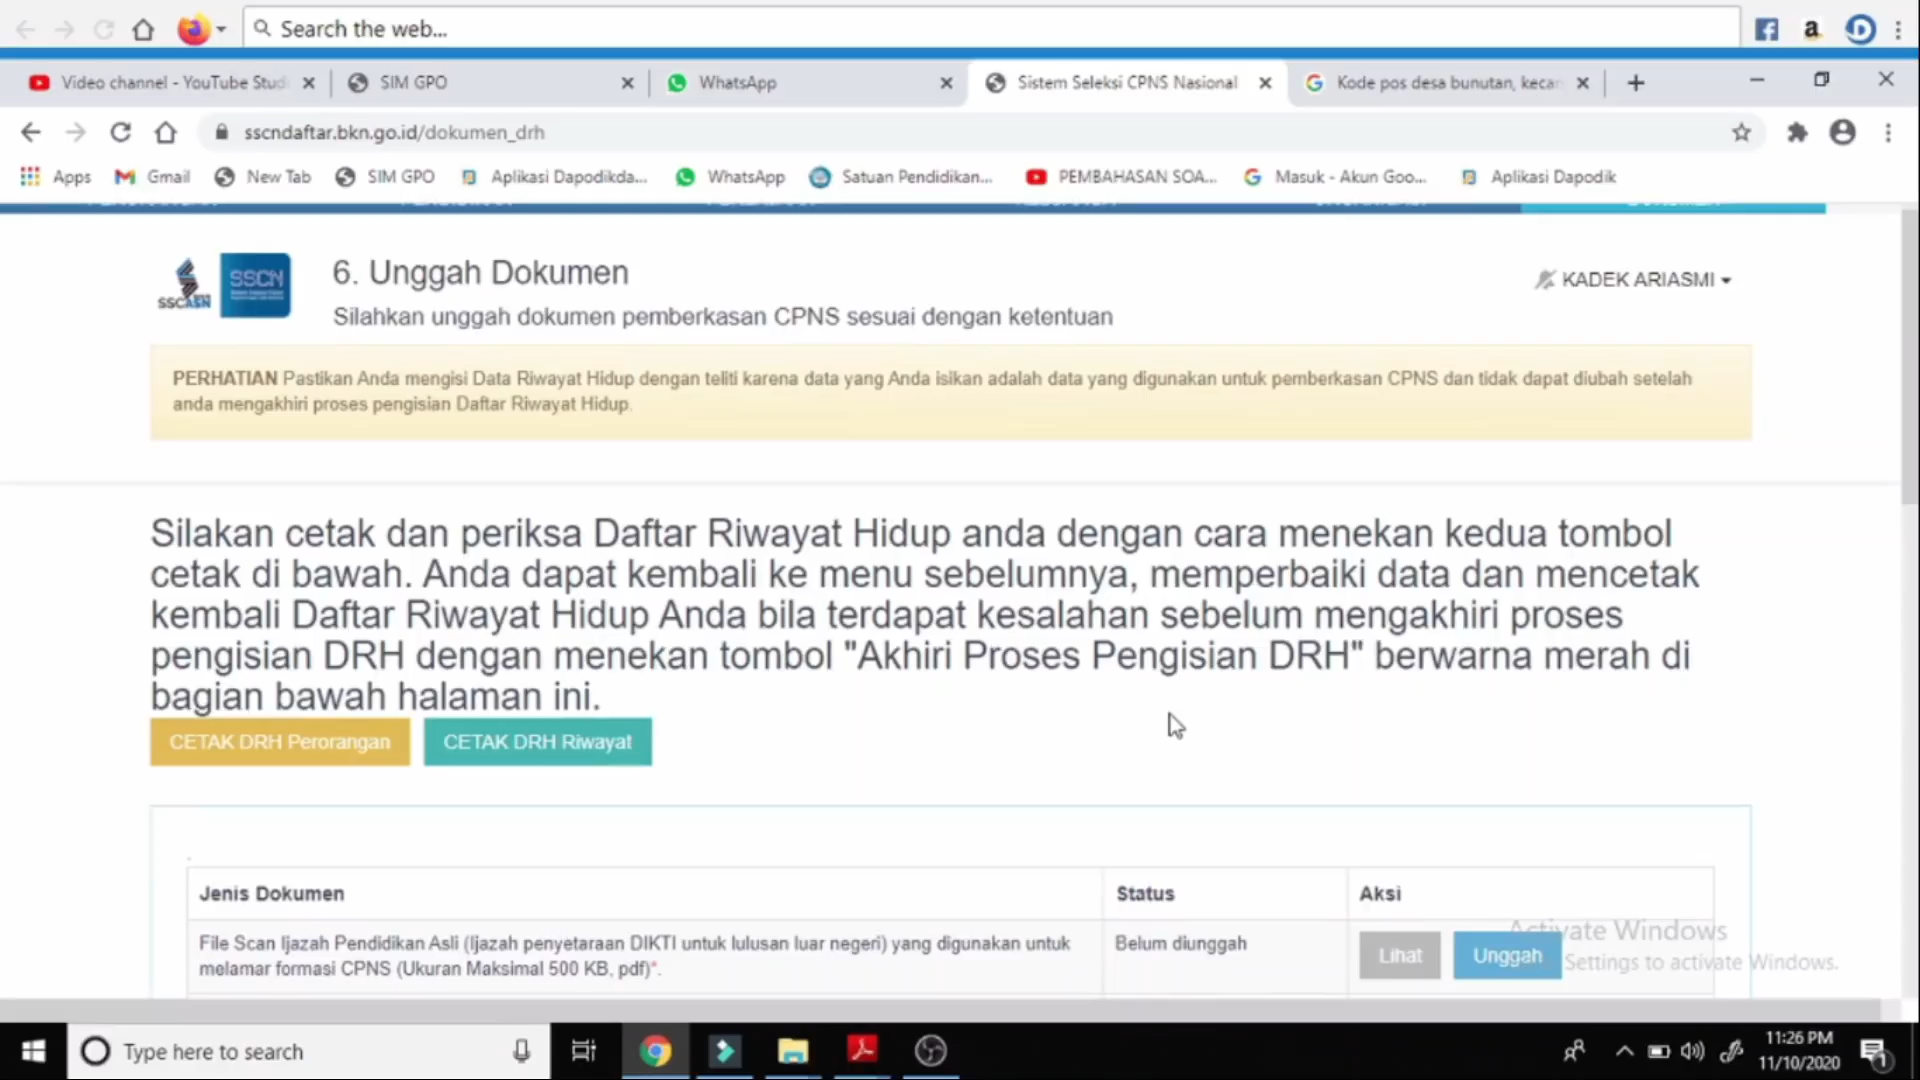 Search the web...
Video channel - YouTube Studi
SIM GPO
WhatsApp
Sistem Seleksi CPNS Nasional
Kode pos desa bunutan, kecam
sscndaftar.bkn.go.id/dokumen_drh
Apps
Gmail
New Tab
SIM GPO
Aplikasi Dapodikda...
WhatsApp
Satuan Pendidikan...
PEMBAHASAN SOA...
Masuk - Akun Goo...
Aplikasi Dapodik
SSCASN
SSCN
6. Unggah Dokumen
KADEK ARIASMI
Silahkan unggah dokumen pemberkasan CPNS sesuai dengan ketentuan
PERHATIAN Pastikan Anda mengisi Data Riwayat Hidup dengan teliti karena data yang Anda isikan adalah data yang digunakan untuk pemberkasan CPNS dan tidak dapat diubah setelah
anda mengakhiri proses pengisian Daftar Riwayat Hidup.
Silakan cetak dan periksa Daftar Riwayat Hidup anda dengan cara menekan kedua tombol
cetak di bawah. Anda dapat kembali ke menu sebelumnya, memperbaiki data dan mencetak
kembali Daftar Riwayat Hidup Anda bila terdapat kesalahan sebelum mengakhiri proses
pengisian DRH dengan menekan tombol "Akhiri Proses Pengisian DRH" berwarna merah di
bagian bawah halaman ini.
CETAK DRH Perorangan
CETAK DRH Riwayat
Jenis Dokumen
Status
Aksi
File Scan Ijazah Pendidikan Asli (Ijazah penyetaraan DIKTI untuk lulusan luar negeri) yang digunakan untuk
melamar formasi CPNS (Ukuran Maksimal 500 KB, pdf)*.
Belum diunggah
Lihat
Unggah
Activate Windows
Settings to activate Windows.
Type here to search
11:26 PM
11/10/2020
1